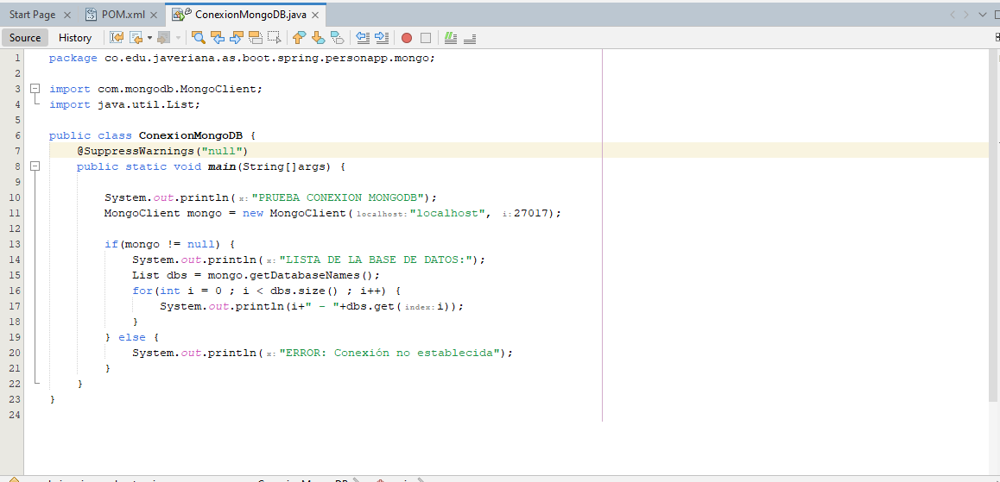 Start Page
POM.xml
ConexionMongoDB.java
Source History
1 package co.edu.javeriana.as.boot.spring.personapp.mongo;
2
3 import com.mongodb.MongoClient;
4 import java.util.List;
5
6 public class ConexionMongoDB {
7 @SuppressWarnings("null")
8 public static void main(String[]args) {
9
10 System.out.println( x: "PRUEBA CONEXION MONGODB");
11 MongoClient mongo = new MongoClient( localhost: "localhost", i: 27017);
12
13 if(mongo != null) {
14 System.out.println( x: "LISTA DE LA BASE DE DATOS:");
15 List dbs = mongo.getDatabaseNames();
16 for(int i = 0 ; i < dbs.size() ; i++) {
17 System.out.println(i+" - "+dbs.get( index: i));
18 }
19 } else {
20 System.out.println( x: "ERROR: Conexión no establecida");
21 }
22 }
23 }
24